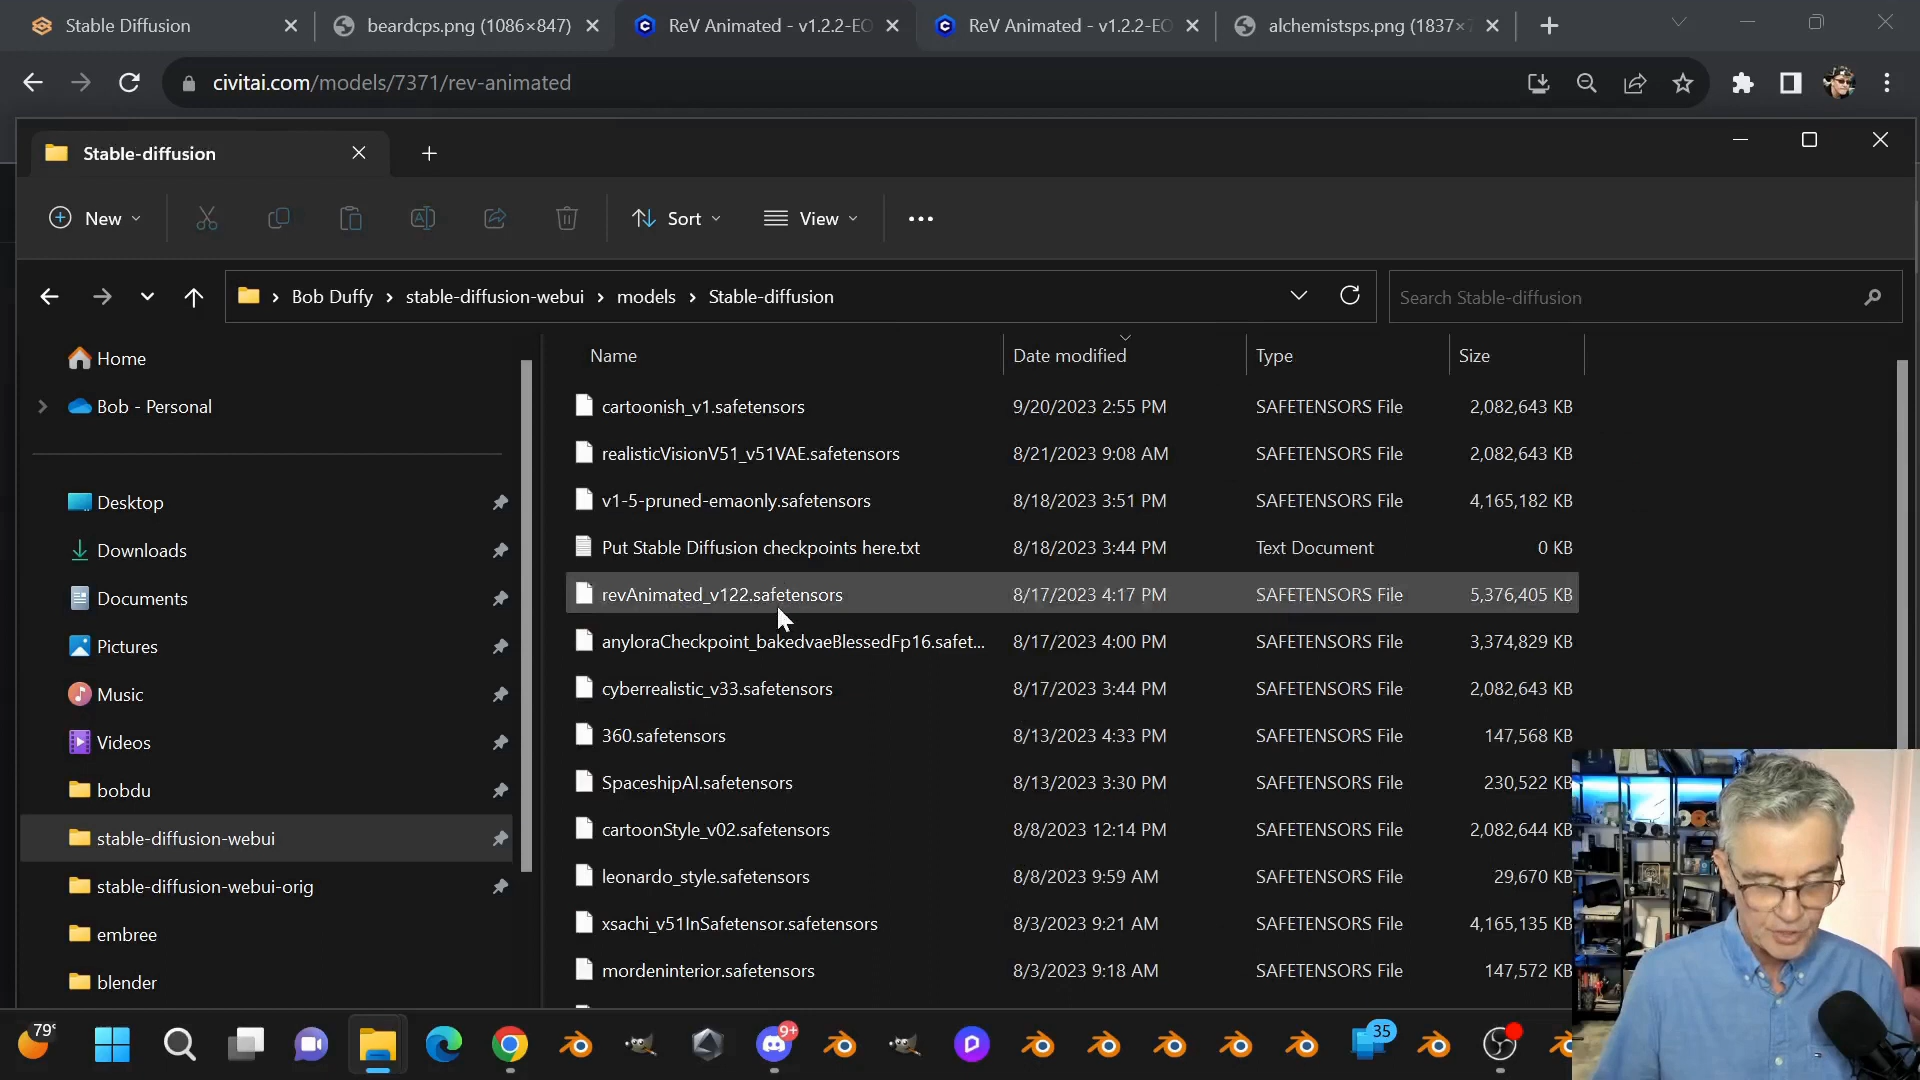 Stable Diffusion
beardcps.png (1086×847)
ReV Animated - v1.2.2-EO
ReV Animated - v1.2.2-EO
alchemistsps.png (1837×
civitai.com/models/7371/rev-animated
Stable-diffusion
New
Sort
View
Bob Duffy
stable-diffusion-webui
models
Stable-diffusion
Search Stable-diffusion
Home
Bob - Personal
Desktop
Downloads
Documents
Pictures
Music
Videos
bobdu
stable-diffusion-webui
stable-diffusion-webui-orig
embree
blender
Name Date modified Type Size
cartoonish_v1.safetensors 9/20/2023 2:55 PM SAFETENSORS File 2,082,643 KB
realisticVisionV51_v51VAE.safetensors 8/21/2023 9:08 AM SAFETENSORS File 2,082,643 KB
v1-5-pruned-emaonly.safetensors 8/18/2023 3:51 PM SAFETENSORS File 4,165,182 KB
Put Stable Diffusion checkpoints here.txt 8/18/2023 3:44 PM Text Document 0 KB
revAnimated_v122.safetensors 8/17/2023 4:17 PM SAFETENSORS File 5,376,405 KB
anyloraCheckpoint_bakedvaeBlessedFp16.safet... 8/17/2023 4:00 PM SAFETENSORS File 3,374,829 KB
cyberrealistic_v33.safetensors 8/17/2023 3:44 PM SAFETENSORS File 2,082,643 KB
360.safetensors 8/13/2023 4:33 PM SAFETENSORS File 147,568 KB
SpaceshipAI.safetensors 8/13/2023 3:30 PM SAFETENSORS File 230,522 KB
cartoonStyle_v02.safetensors 8/8/2023 12:14 PM SAFETENSORS File 2,082,644 KB
leonardo_style.safetensors 8/8/2023 9:59 AM SAFETENSORS File 29,670 KB
xsachi_v51InSafetensor.safetensors 8/3/2023 9:21 AM SAFETENSORS File 4,165,135 KB
mordeninterior.safetensors 8/3/2023 9:18 AM SAFETENSORS File 147,572 KB
79°
9+
35